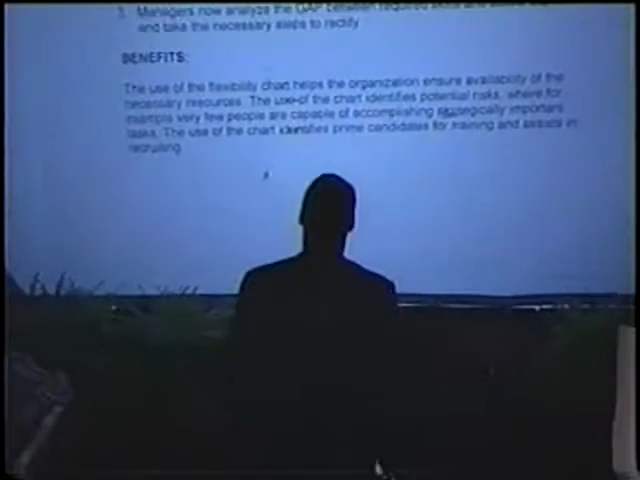 3. Managers now analyze the GAP between required skills and
and take the necessary steps to rectify
BENEFITS:
The use of the flexibility chart helps the organization ensure availability of the
necessary resources. The use of the chart identifies potential risks, where for
example very few people are capable of accomplishing strategically important
tasks. The use of the chart identifies prime candidates for training and assists in
recruiting.